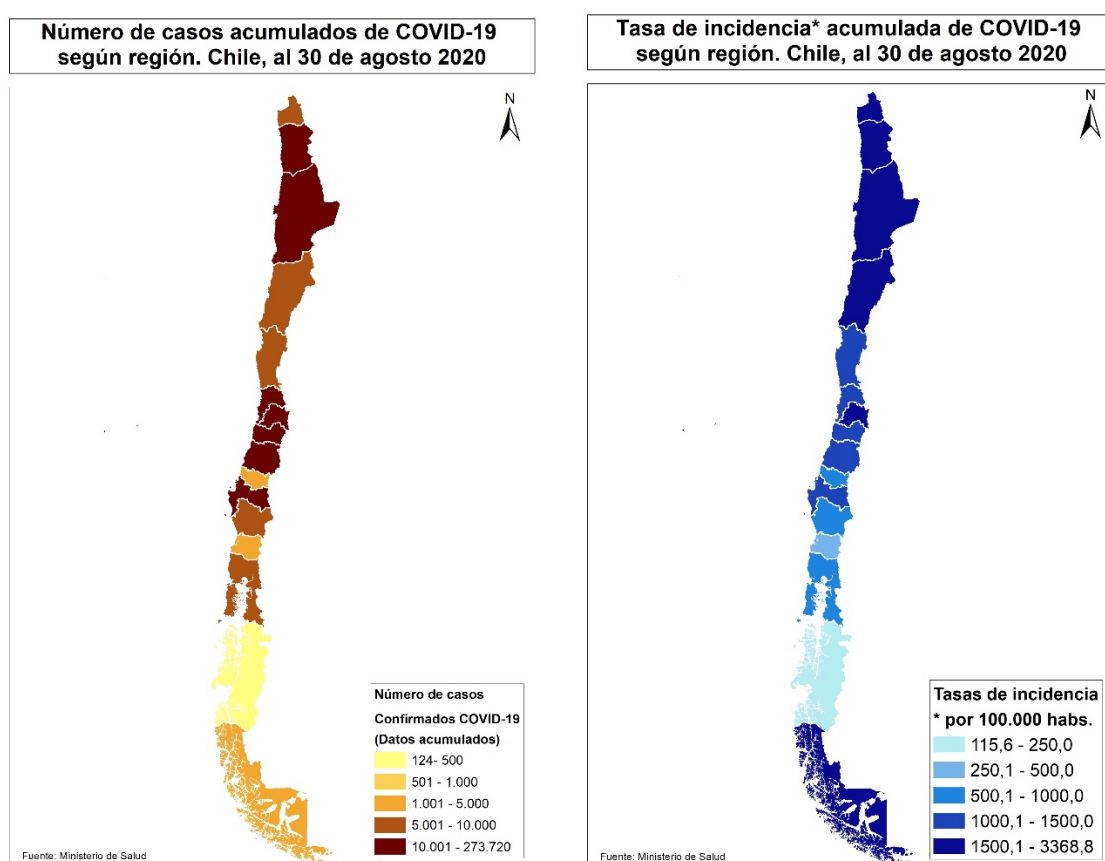 Número de casos acumulados de COVID-19
según región. Chile, al 30 de agosto 2020
N
Número de casos
Confirmados COVID-19
(Datos acumulados)
124- 500
501 - 1.000
1.001 - 5.000
5.001 - 10.000
10.001 - 273.720
Fuente: Ministerio de Salud
Tasa de incidencia* acumulada de COVID-19
según región. Chile, al 30 de agosto 2020
N
Tasas de incidencia
* por 100.000 habs.
115,6 - 250,0
250,1 - 500,0
500,1 - 1000,0
1000,1 - 1500,0
1500,1 - 3368,8
Fuente: Ministerio de Salud